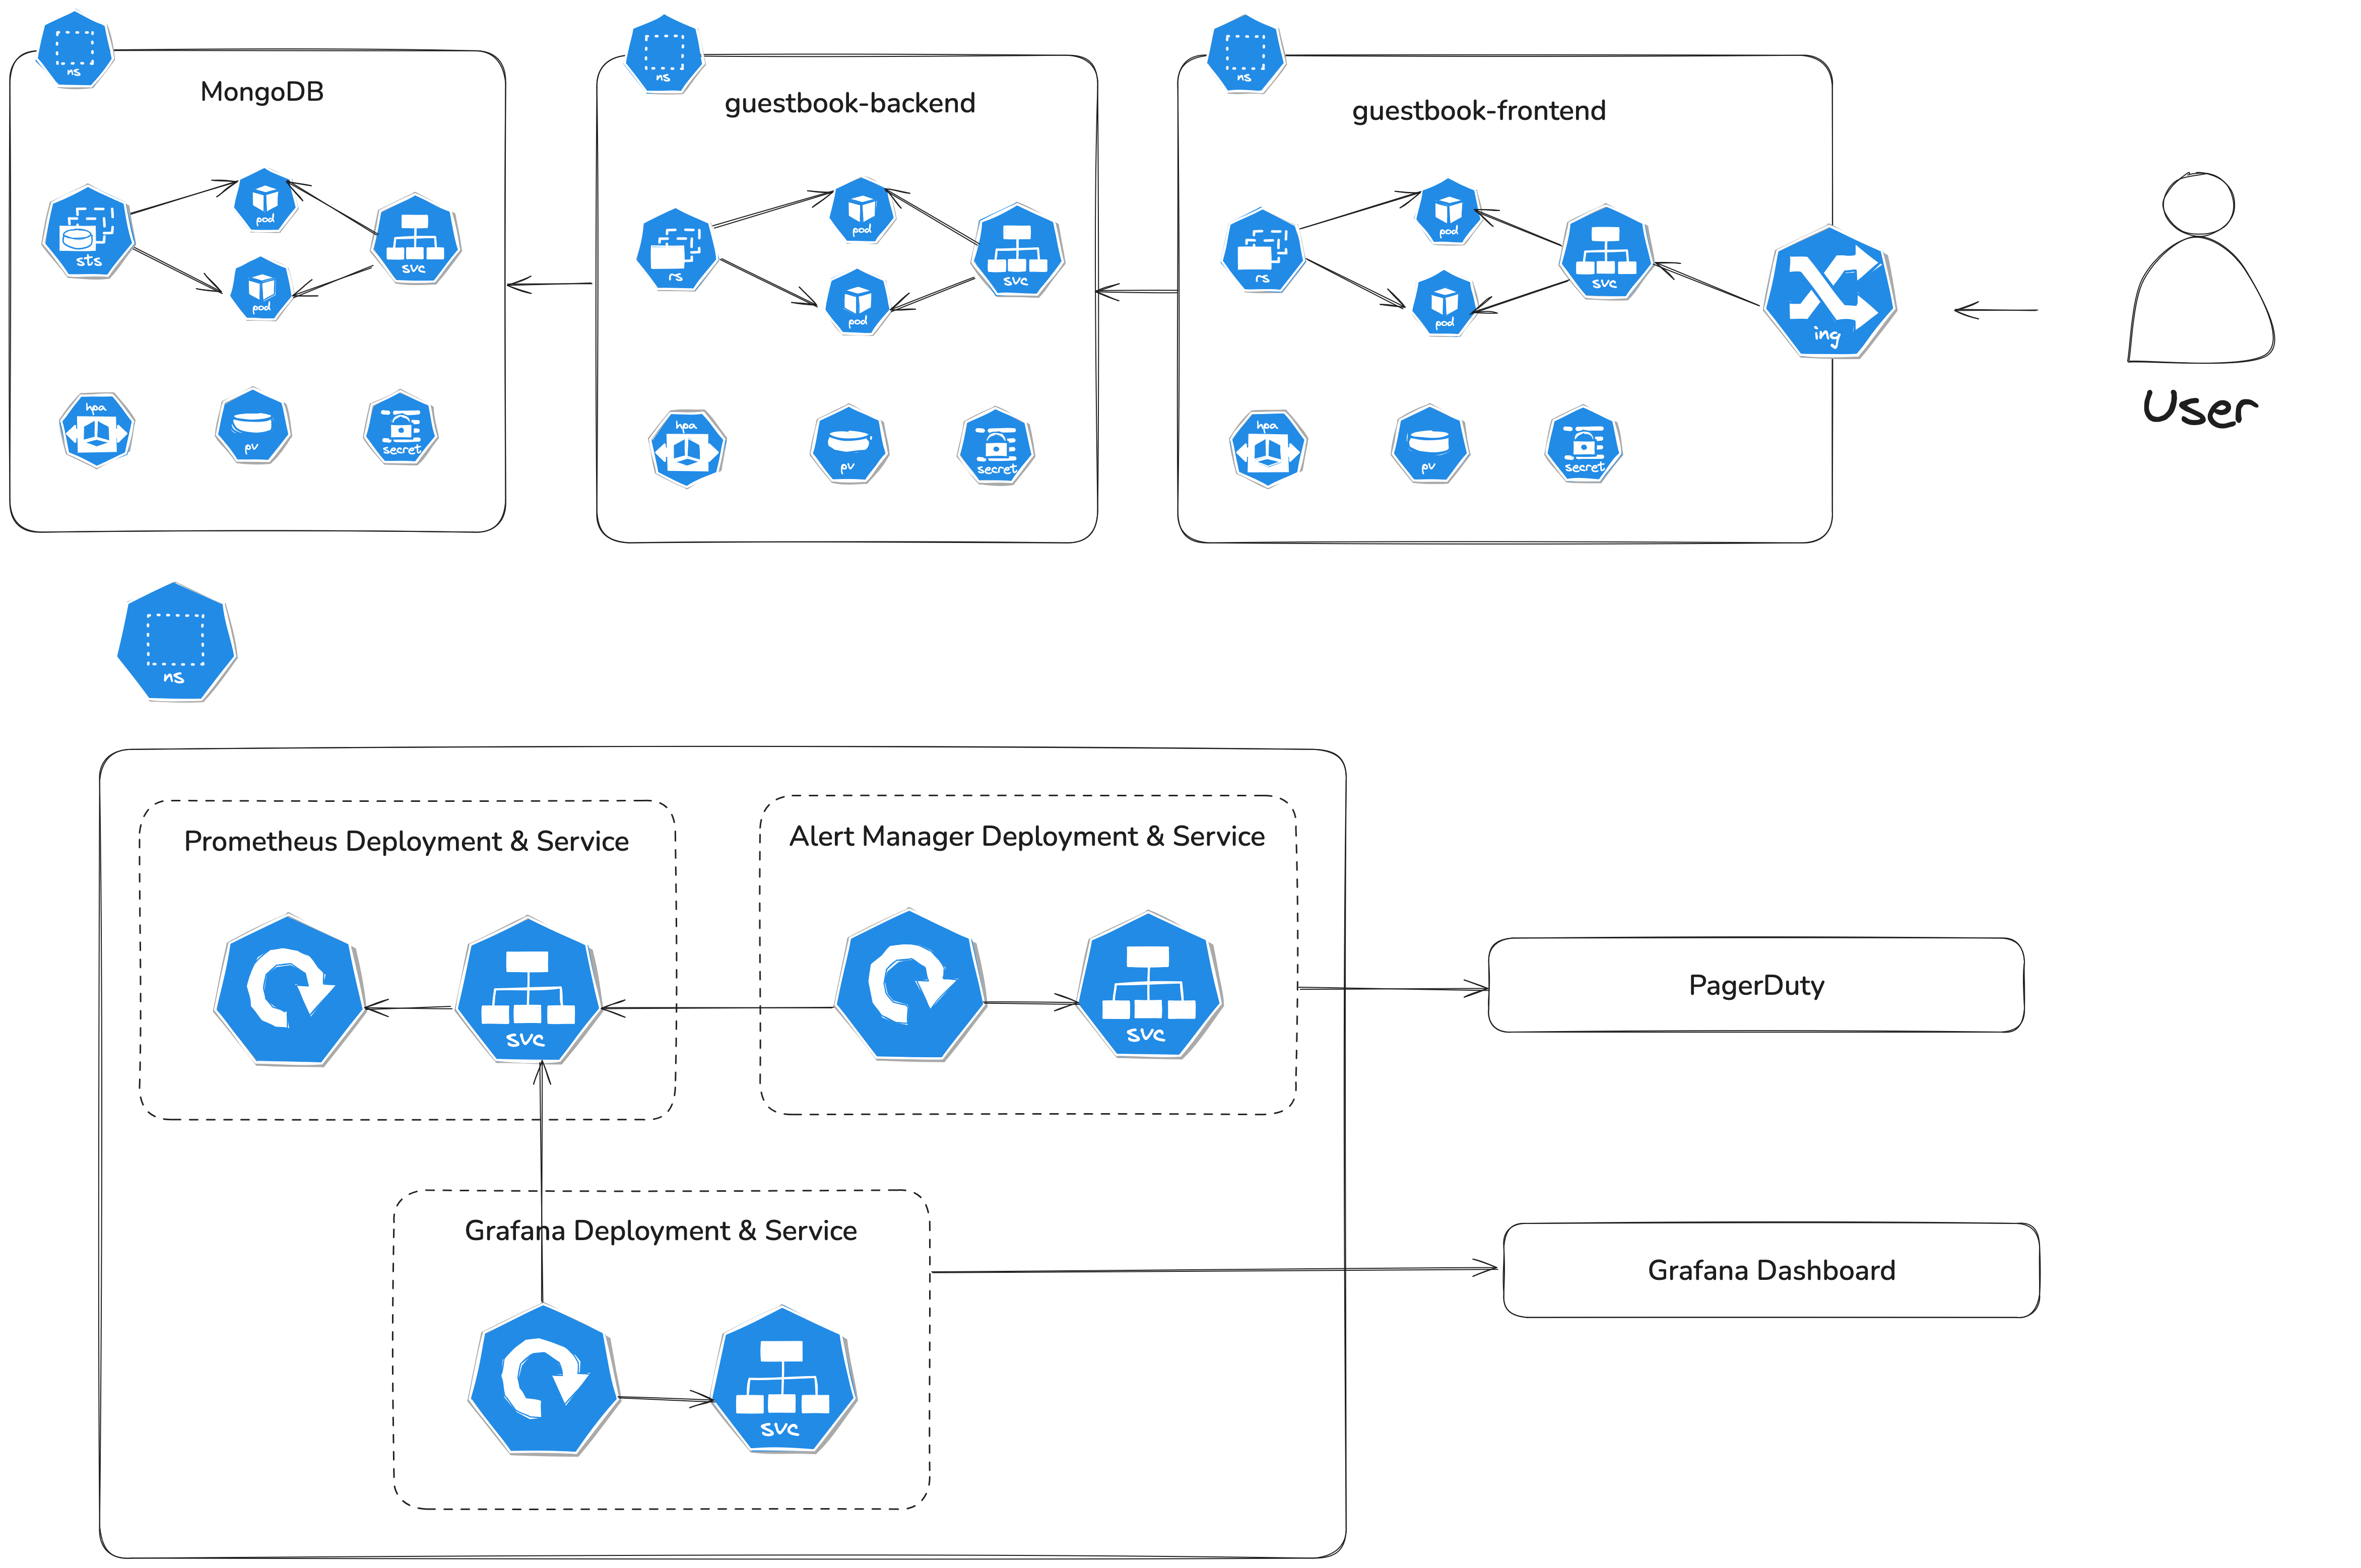 ns
MongoDB
sts
pod
pod
svc
hpa
pv
secret
ns
guestbook-backend
rs
pod
pod
svc
hpa
pv
secret
ns
guestbook-frontend
rs
pod
pod
svc
ing
hpa
pv
secret
User
ns
Prometheus Deployment & Service
svc
Alert Manager Deployment & Service
svc
PagerDuty
Grafana Deployment & Service
svc
Grafana Dashboard